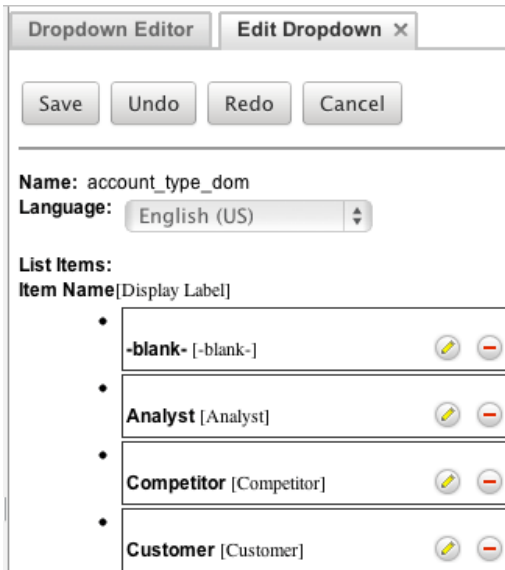 Dropdown Editor Edit Dropdown ×
Save Undo Redo Cancel
Name: account_type_dom
Language: English (US)
List Items:
Item Name[Display Label]
-blank- [-blank-]
Analyst [Analyst]
Competitor [Competitor]
Customer [Customer]